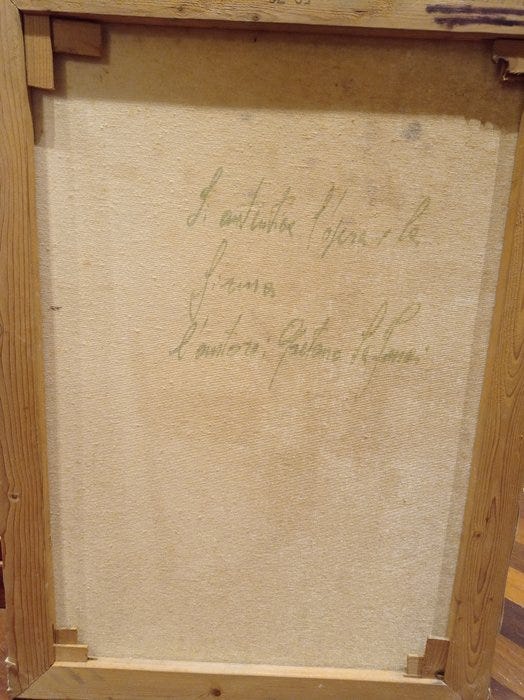 Si autentica l'opera e la
firma
l'autore: Gaetano